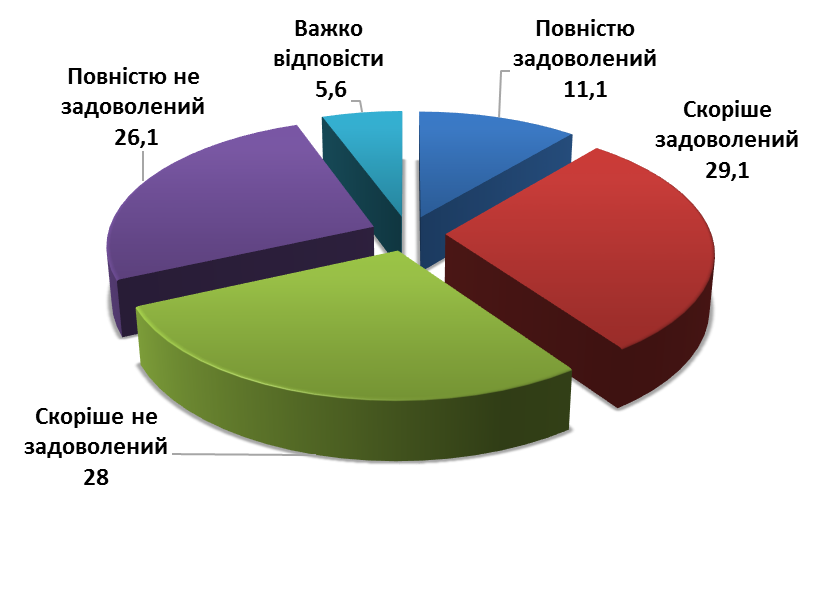 Важко
відповісти
5,6
Повністю
задоволений
11,1
Скоріше
задоволений
29,1
Повністю не
задоволений
26,1
Скоріше не
задоволений
28